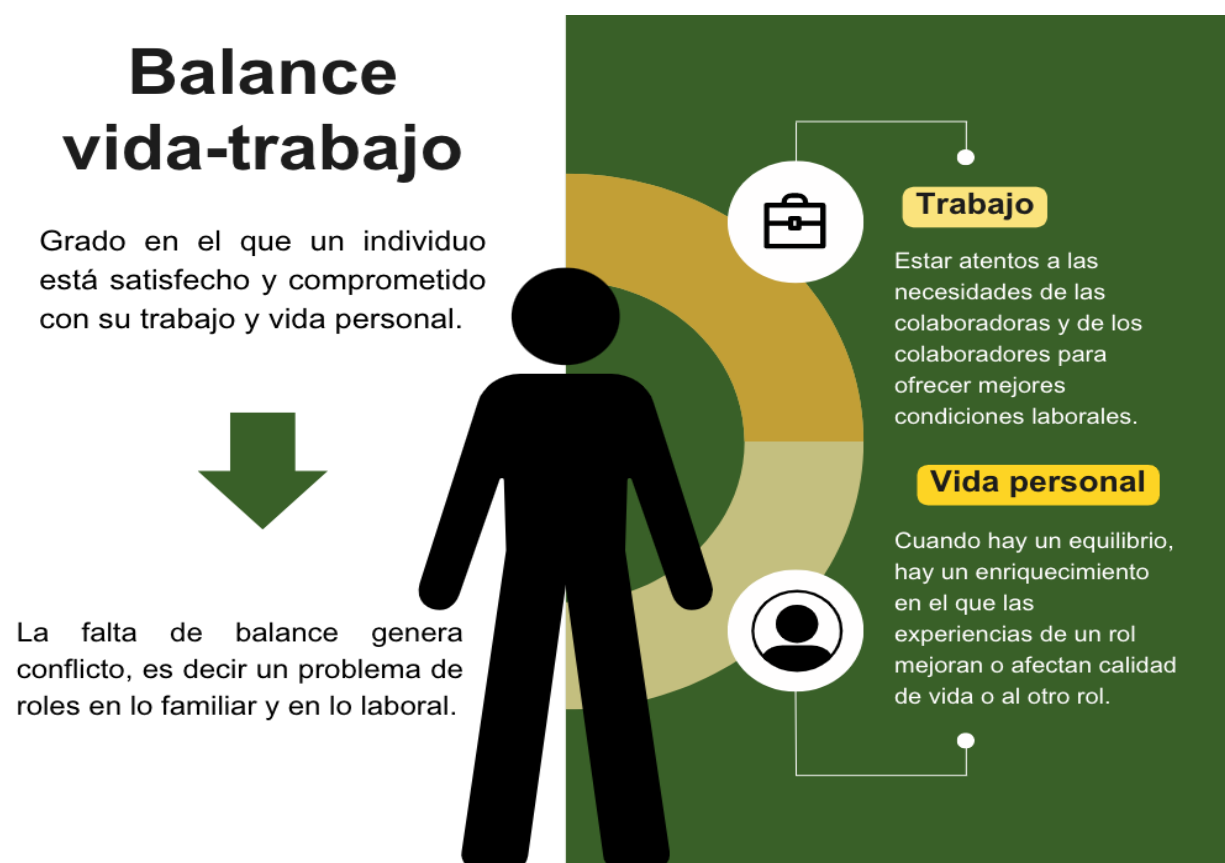 Balance
vida-trabajo
Grado en el que un individuo
está satisfecho y comprometido
con su trabajo y vida personal.
La falta de balance genera
conflicto, es decir un problema de
roles en lo familiar y en lo laboral.
Trabajo
Estar atentos a las
necesidades de las
colaboradoras y de los
colaboradores para
ofrecer mejores
condiciones laborales.
Vida personal
Cuando hay un equilibrio,
hay un enriquecimiento
en el que las
experiencias de un rol
mejoran o afectan calidad
de vida o al otro rol.